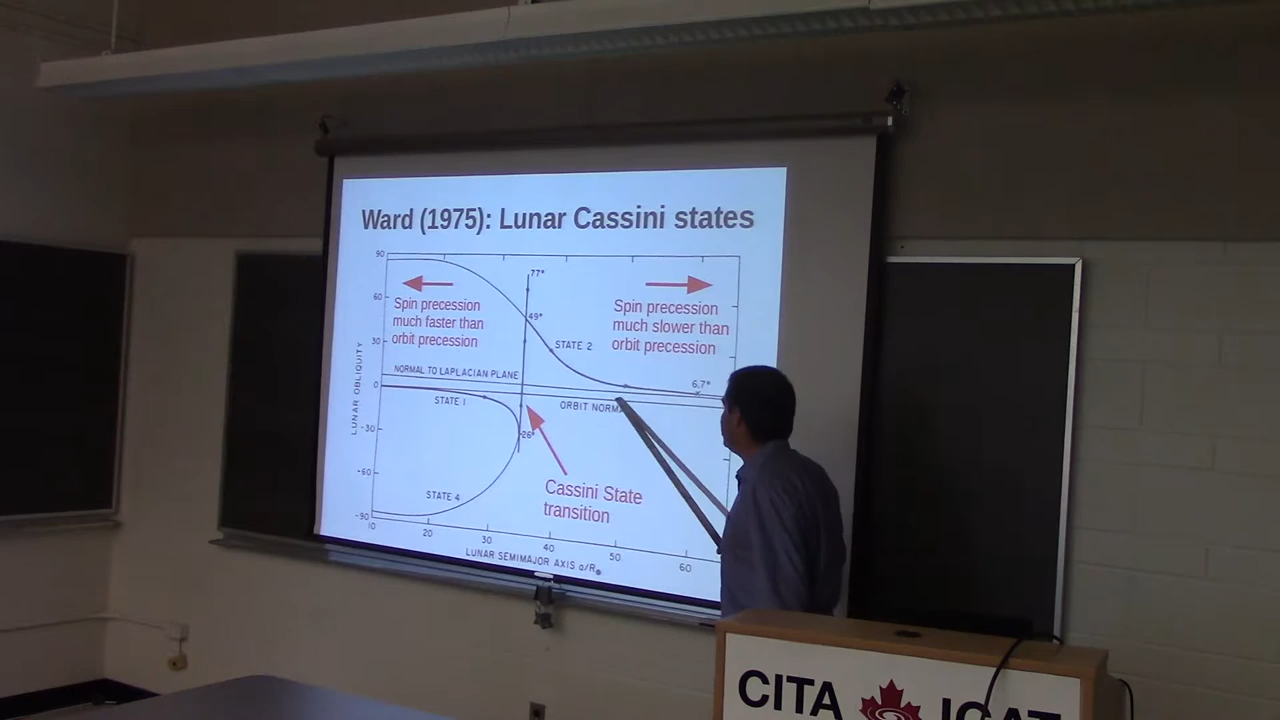 Ward (1975): Lunar Cassini states
90
77°
Spin precession
much faster than
orbit precession
Spin precession
much slower than
orbit precession
60
49°
30
STATE 2
LUNAR OBLIQUITY
NORMAL TO LAPLACIAN PLANE
6.7°
0
STATE 1
ORBIT
-30
-26°
-60
Cassini State
transition
STATE 4
-90
10
20
30
40
50
60
LUNAR SEMIMAJOR AXIS a/R⊕
CITA ICAT